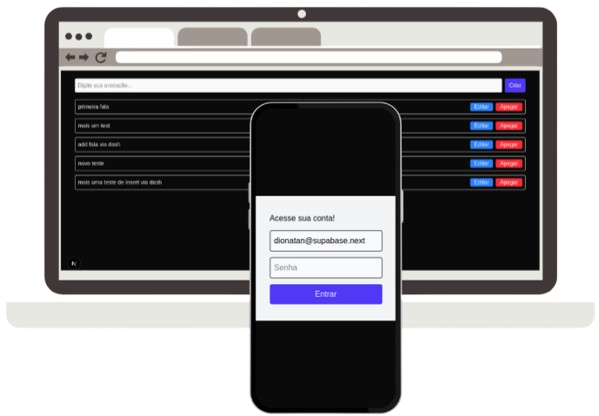 Digite sua anotação...
Criar
primeira fala
Editar
Apagar
mais um test
Editar
Apagar
add fala via dash
Editar
Apagar
novo teste
Editar
Apagar
mais uma teste de insert via dash
Editar
Apagar
N
Acesse sua conta!
dionatan@supabase.next
Senha
Entrar